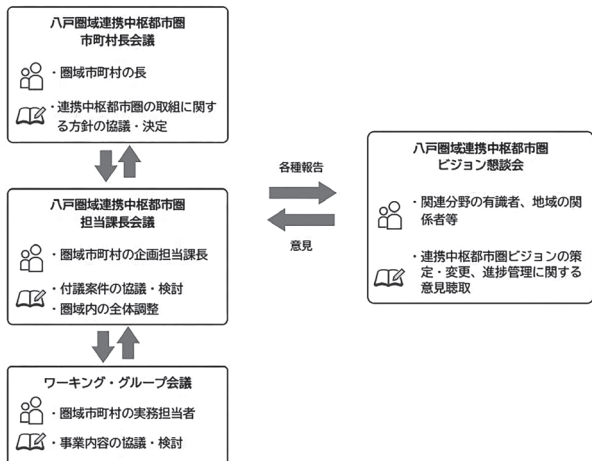 八戸圏域連携中枢都市圏
市町村長会議
・圏域市町村の長
・連携中枢都市圏の取組に関す
る方針の協議・決定
八戸圏域連携中枢都市圏
担当課長会議
・圏域市町村の企画担当課長
・付議案件の協議・検討
・圏域内の全体調整
ワーキング・グループ会議
・圏域市町村の実務担当者
・事業内容の協議・検討
各種報告
意見
八戸圏域連携中枢都市圏
ビジョン懇談会
・関連分野の有識者、地域の関
係者等
・連携中枢都市圏ビジョンの策
定・変更、進捗管理に関する
意見聴取